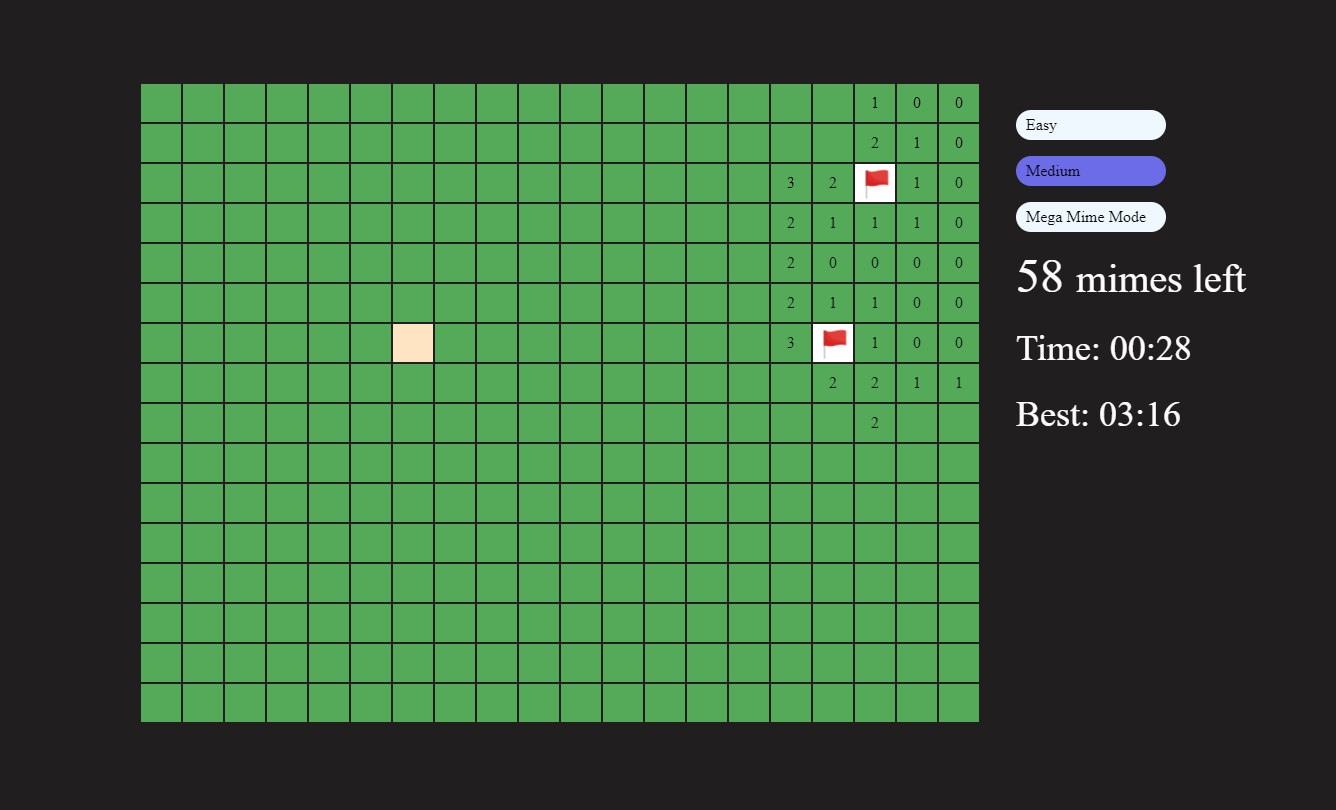 1 0 0
2 1 0
3 2 1 0
2 1 1 1 0
2 0 0 0 0
2 1 1 0 0
3 1 0 0
2 2 1 1
2
Easy
Medium
Mega Mime Mode
58 mimes left
Time: 00:28
Best: 03:16